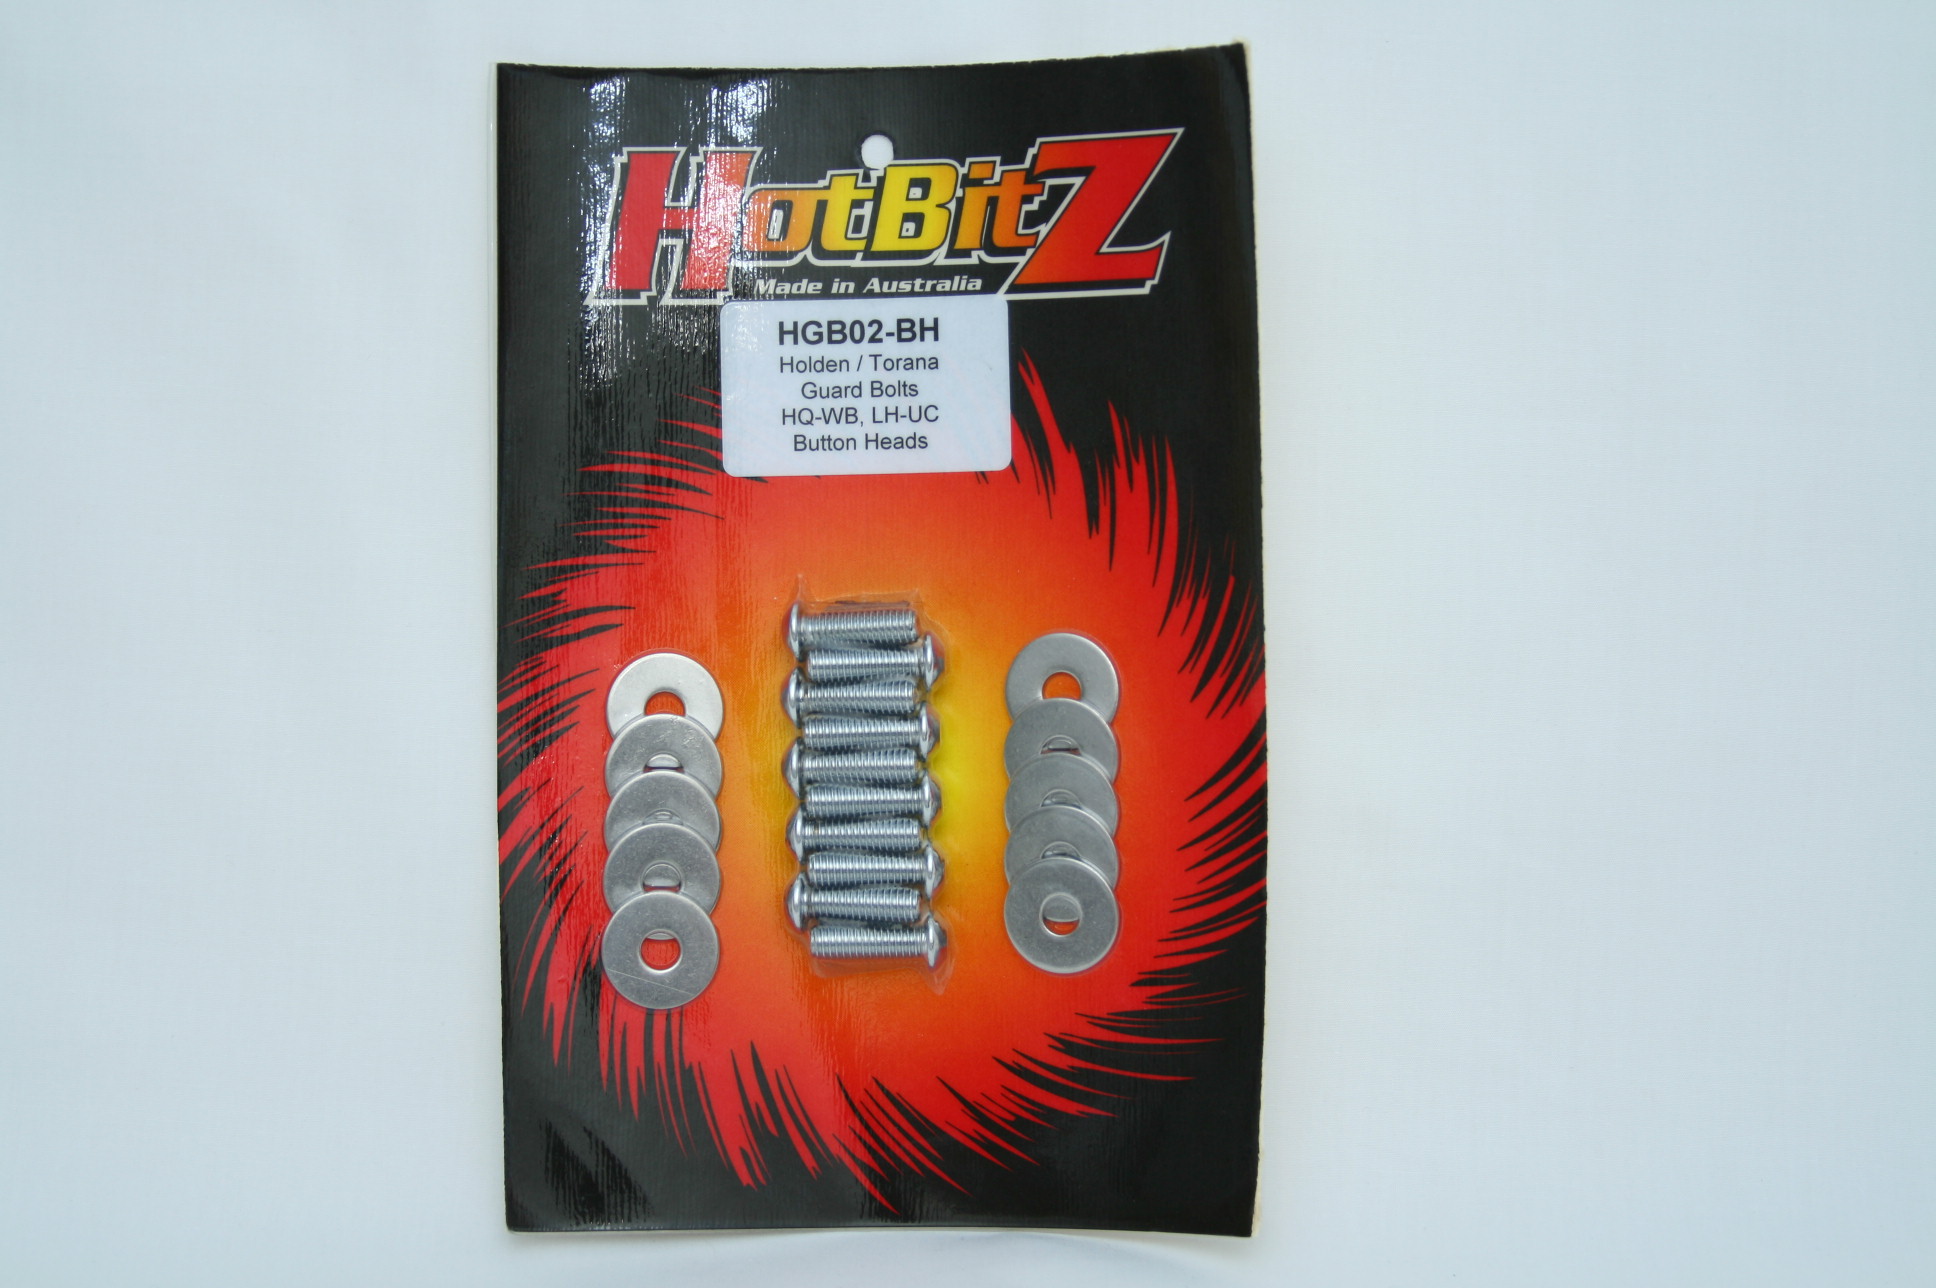 HotBitZ
Made in Australia
HGB02-BH
Holden / Torana
Guard Bolts
HQ-WB, LH-UC
Button Heads